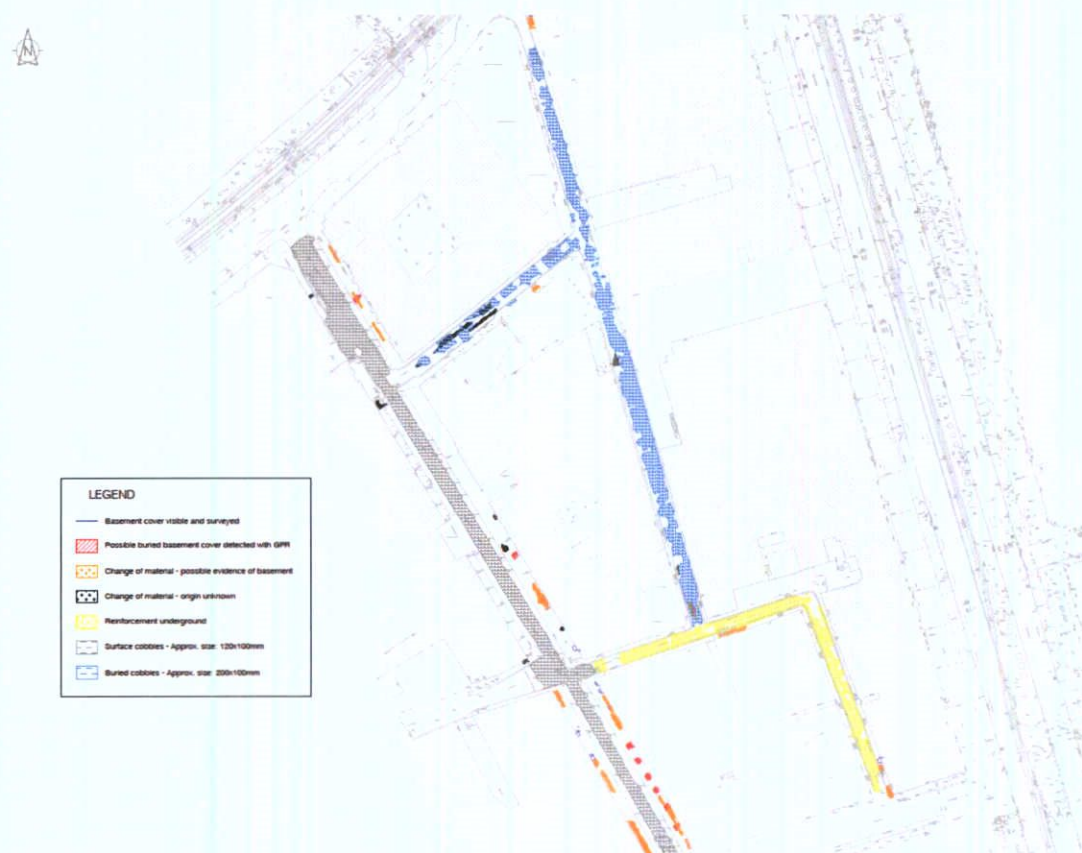 N
LEGEND
Basement cover visible and surveyed
Possible buried basement cover detected with GPR
Change of material - possible evidence of basement
Change of material - origin unknown
Reinforcement underground
Surface cobbles - Approx. size: 120x100mm
Buried cobbles - Approx. size: 200x100mm